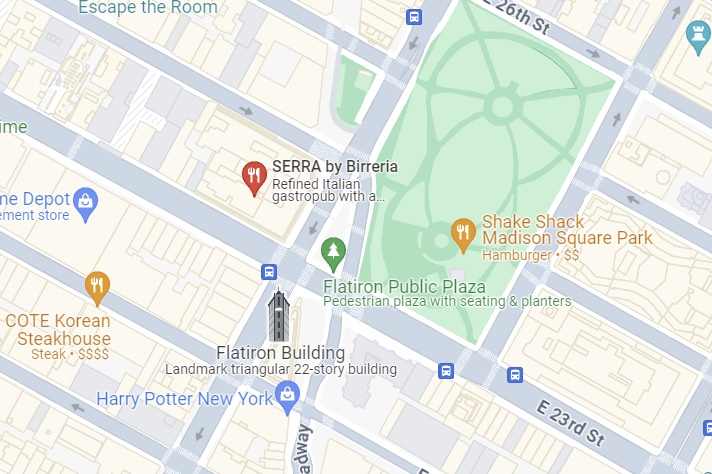 Escape the Room
E 26th St
ime
SERRA by Birreria
Refined Italian
gastropub with a...
me Depot
ement store
Shake Shack
Madison Square Park
Hamburger • $$
Flatiron Public Plaza
Pedestrian plaza with seating & planters
COTE Korean
Steakhouse
Steak • $$$$
Flatiron Building
Landmark triangular 22-story building
Harry Potter New York
E 23rd St
adway